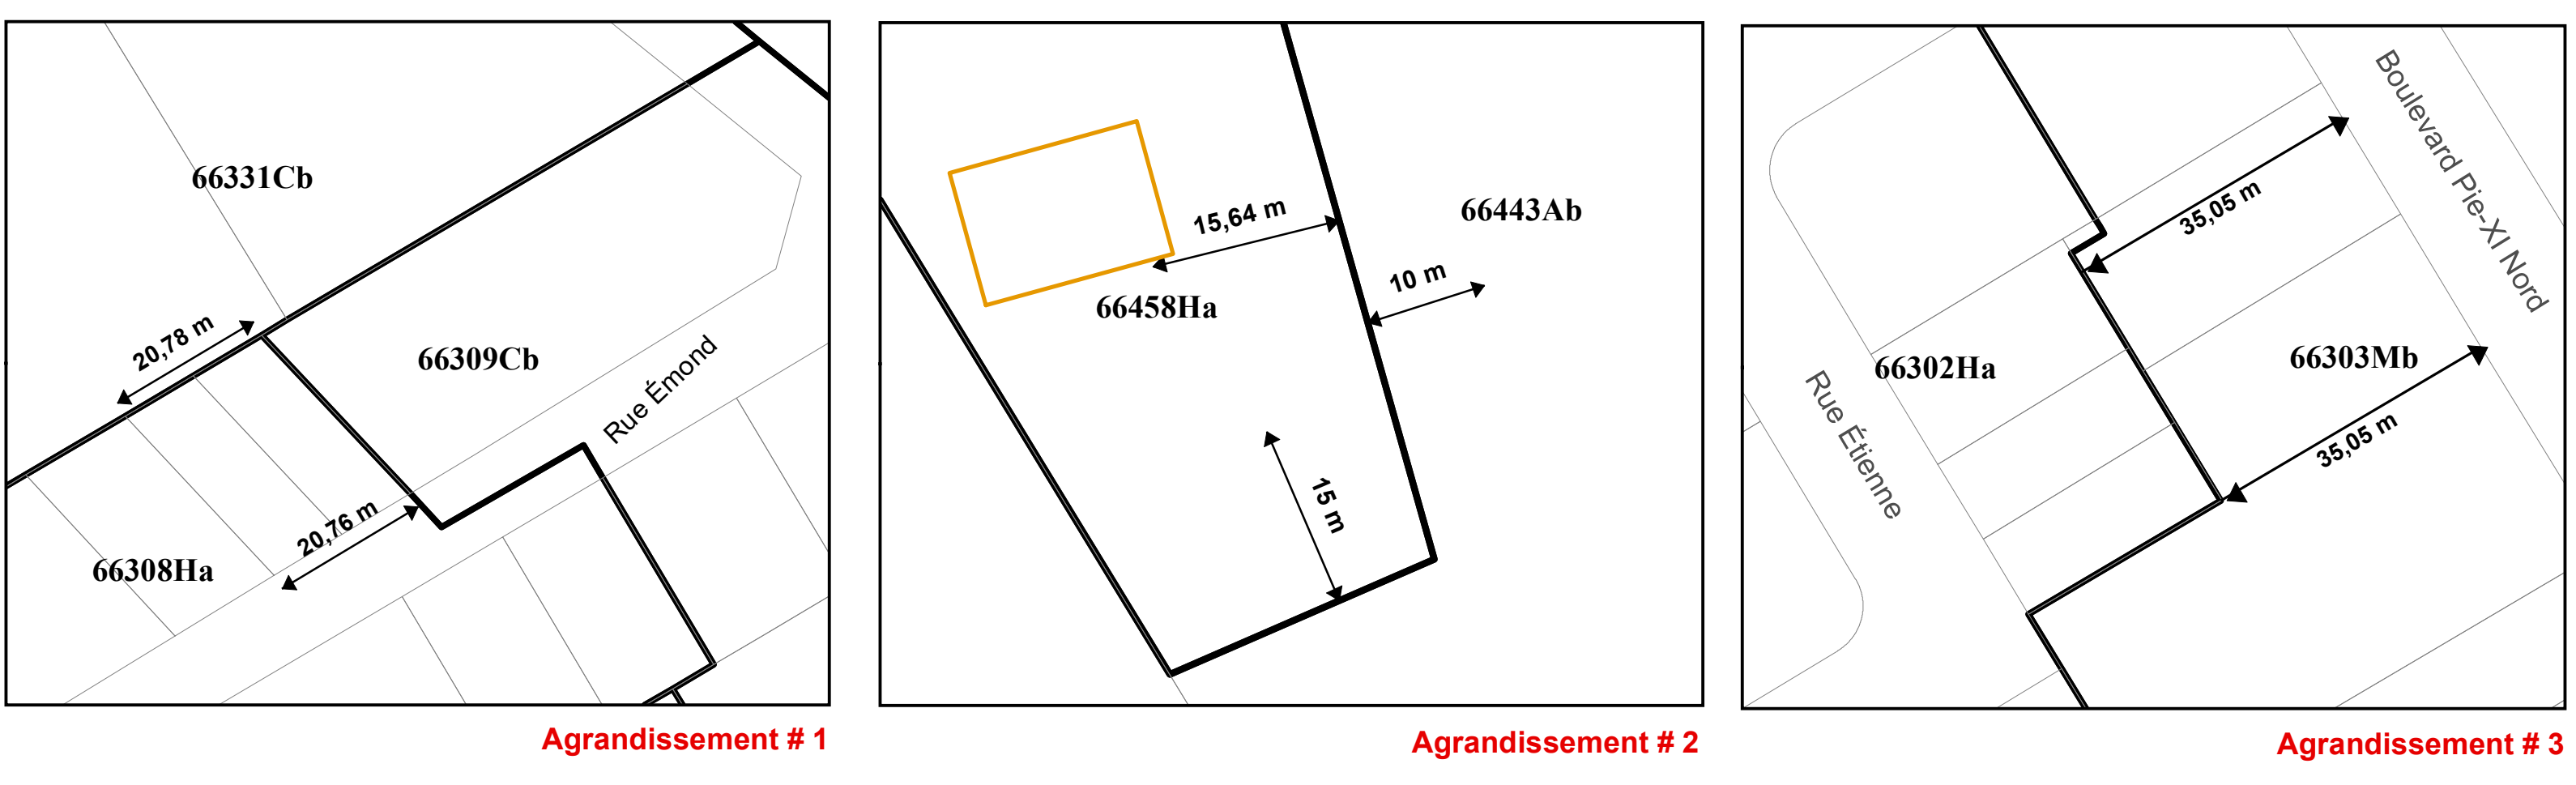 66331Cb
20,78 m
66309Cb
Rue Émond
20,76 m
66308Ha
Agrandissement # 1
15,64 m
66443Ab
10 m
66458Ha
15 m
Agrandissement # 2
Boulevard Pie-XI Nord
35,05 m
66302Ha
66303Mb
Rue Étienne
35,05 m
Agrandissement # 3